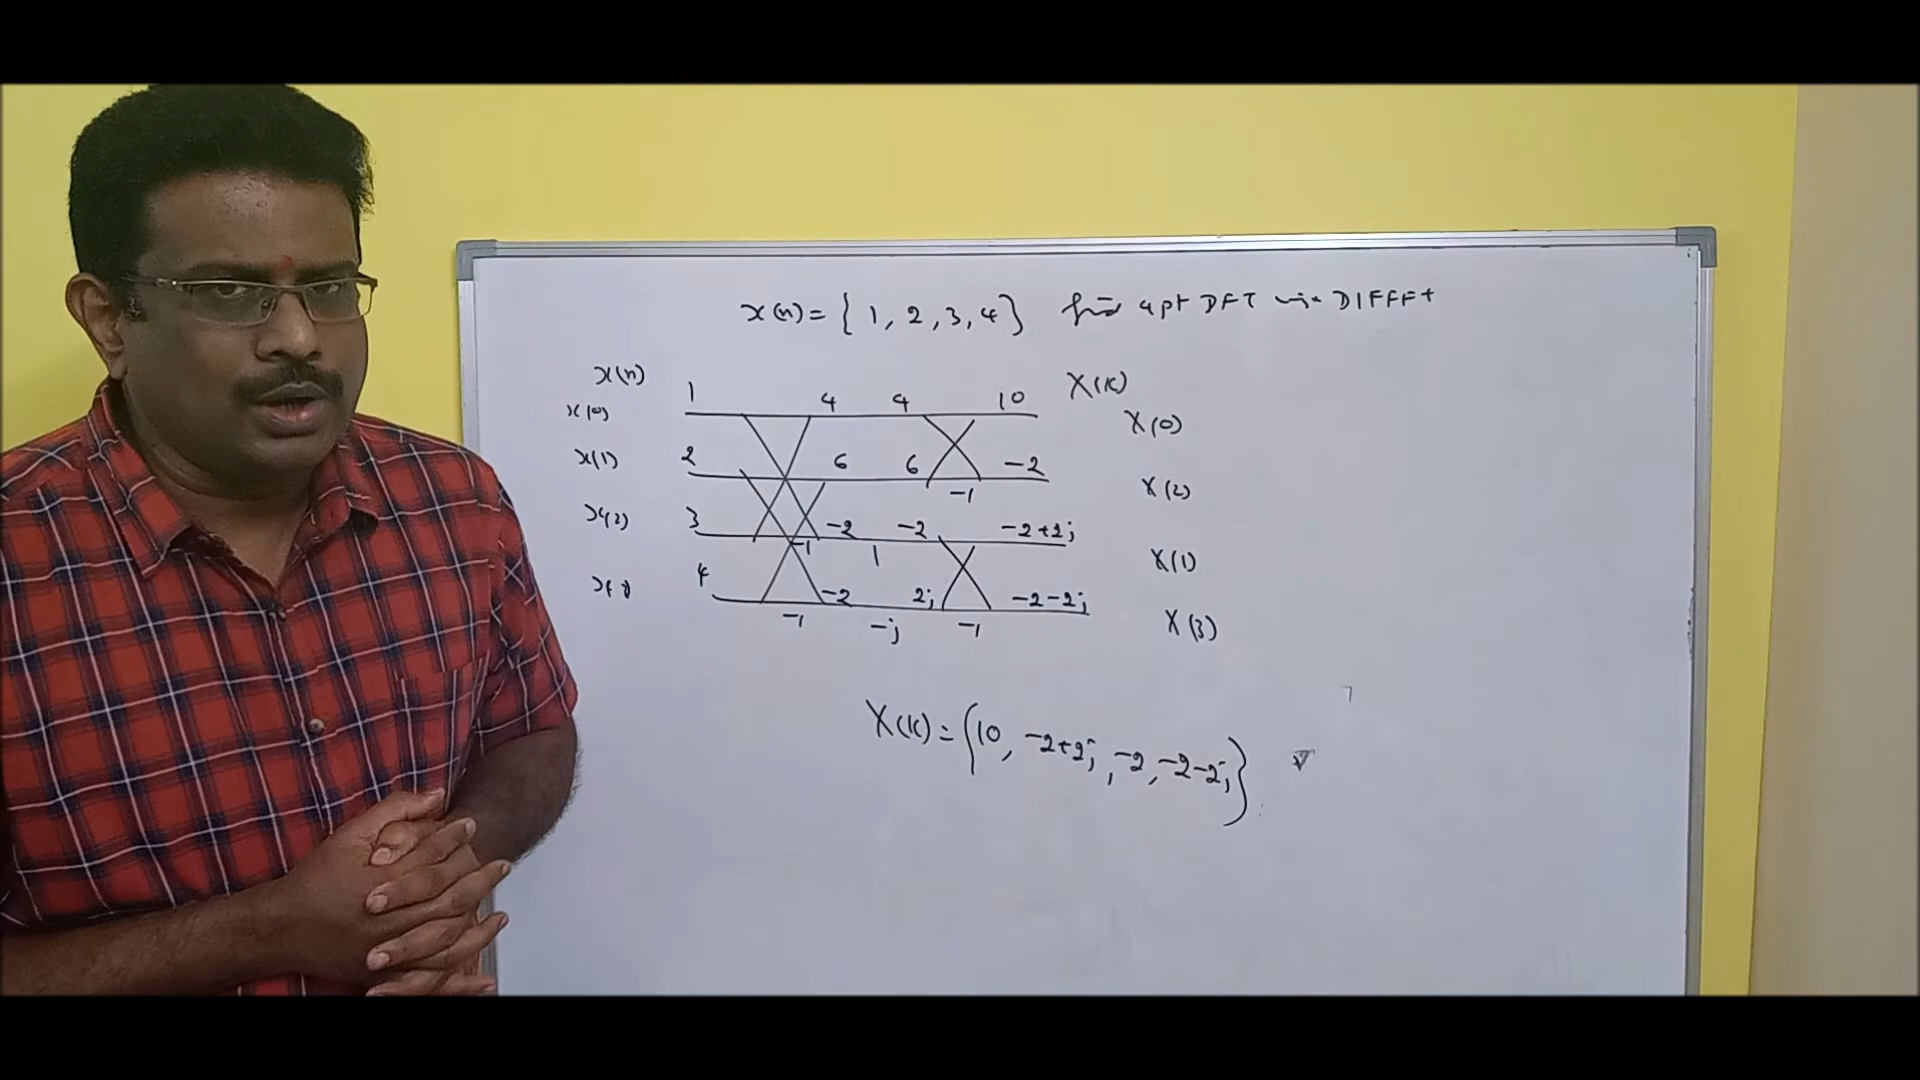 x(n) = { 1, 2, 3, 4 } find 4pt DFT via DIFFFT
x(n) X(k)
x(0) 1 4 4 10 X(0)
x(1) 2 6 6 -2 X(2)
-1
x(2) 3 -2 -2 -2+2j X(1)
-1 1
4 -2 2j -2-2j X(3)
-1 -j -1
X(k) = {10, -2+2j, -2, -2-2j}